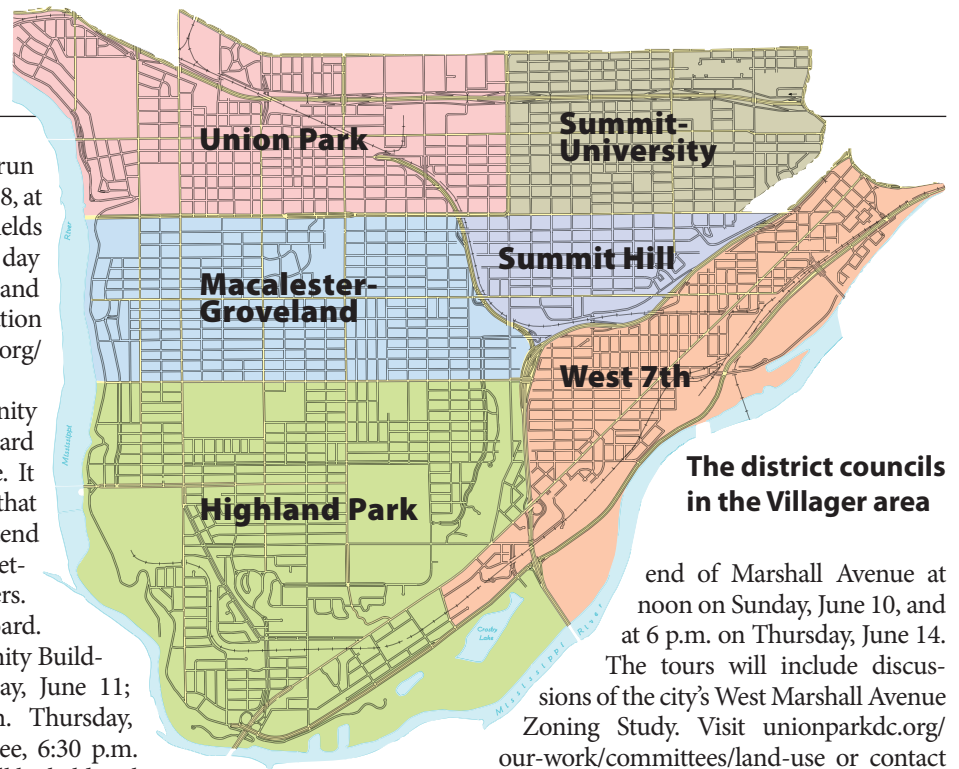 Union Park
Summit-
University
Summit Hill
Macalester-
Groveland
West 7th
Highland Park
River
Mississippi
Crosby
Lake
Mississippi River
The district councils
in the Villager area
run
8, at
elds
day
and
tion
org/
nity
ard
e. It
that
end
et-
ers.
oard.
nity Build-
ay, June 11;
m. Thursday,
ee, 6:30 p.m.
end of Marshall Avenue at
noon on Sunday, June 10, and
at 6 p.m. on Thursday, June 14.
The tours will include discus-
sions of the city's West Marshall Avenue
Zoning Study. Visit unionparkdc.org/
our-work/committees/land-use or contact